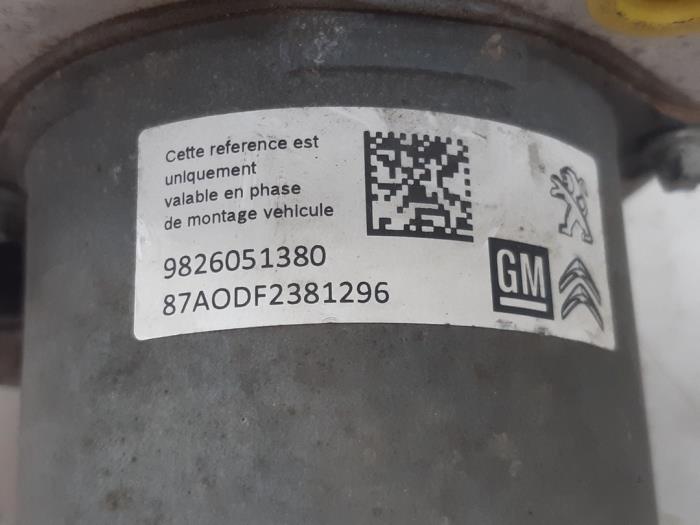 Cette reference est
uniquement
valable en phase
de montage vehicule
9826051380
87AODF2381296
GM